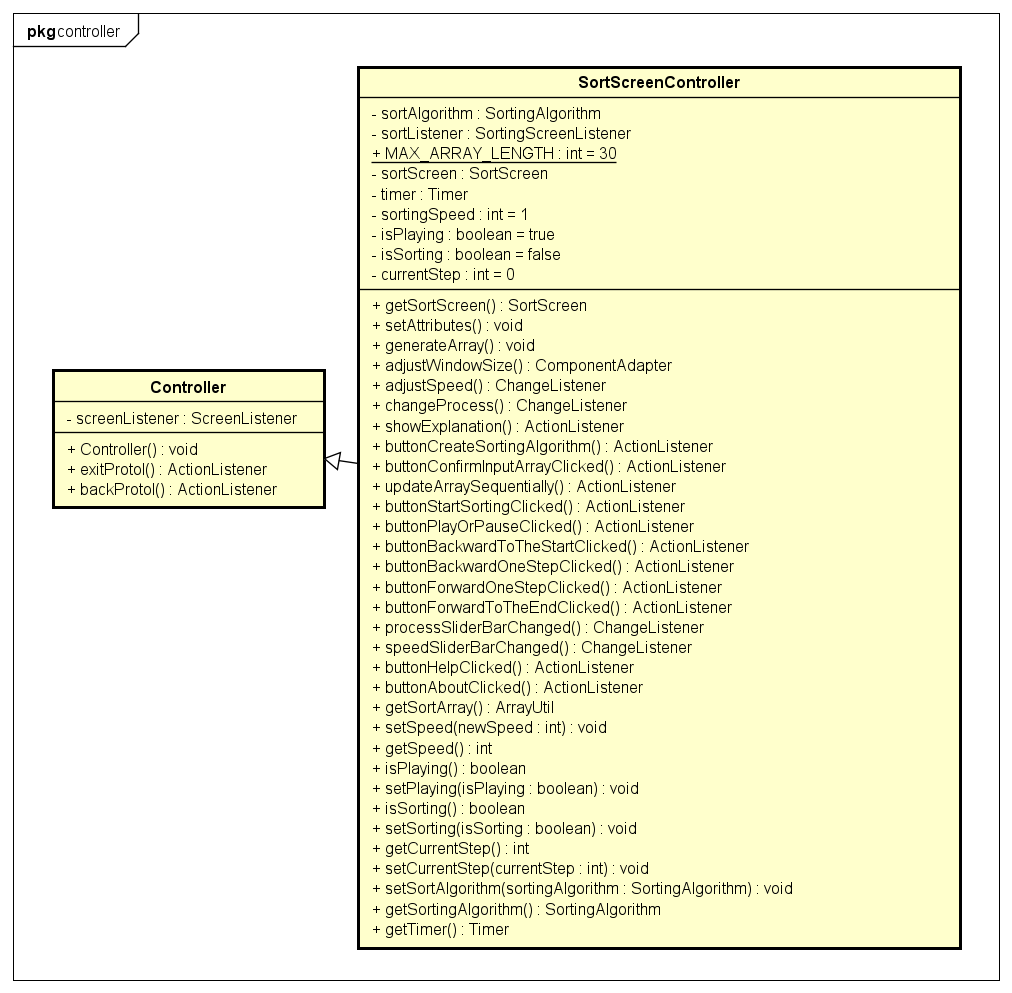 pkg controller
SortScreenController
- sortAlgorithm : SortingAlgorithm
- sortListener : SortingScreenListener
+ MAX_ARRAY_LENGTH : int = 30
- sortScreen : SortScreen
- timer : Timer
- sortingSpeed : int = 1
- isPlaying : boolean = true
- isSorting : boolean = false
- currentStep : int = 0
+ getSortScreen() : SortScreen
+ setAttributes() : void
+ generateArray() : void
+ adjustWindowSize() : ComponentAdapter
+ adjustSpeed() : ChangeListener
+ changeProcess() : ChangeListener
+ showExplanation() : ActionListener
+ buttonCreateSortingAlgorithm() : ActionListener
+ buttonConfirmInputArrayClicked() : ActionListener
+ updateArraySequentially() : ActionListener
+ buttonStartSortingClicked() : ActionListener
+ buttonPlayOrPauseClicked() : ActionListener
+ buttonBackwardToTheStartClicked() : ActionListener
+ buttonBackwardOneStepClicked() : ActionListener
+ buttonForwardOneStepClicked() : ActionListener
+ buttonForwardToTheEndClicked() : ActionListener
+ processSliderBarChanged() : ChangeListener
+ speedSliderBarChanged() : ChangeListener
+ buttonHelpClicked() : ActionListener
+ buttonAboutClicked() : ActionListener
+ getSortArray() : ArrayUtil
+ setSpeed(newSpeed : int) : void
+ getSpeed() : int
+ isPlaying() : boolean
+ setPlaying(isPlaying : boolean) : void
+ isSorting() : boolean
+ setSorting(isSorting : boolean) : void
+ getCurrentStep() : int
+ setCurrentStep(currentStep : int) : void
+ setSortAlgorithm(sortingAlgorithm : SortingAlgorithm) : void
+ getSortingAlgorithm() : SortingAlgorithm
+ getTimer() : Timer
Controller
- screenListener : ScreenListener
+ Controller() : void
+ exitProtol() : ActionListener
+ backProtol() : ActionListener